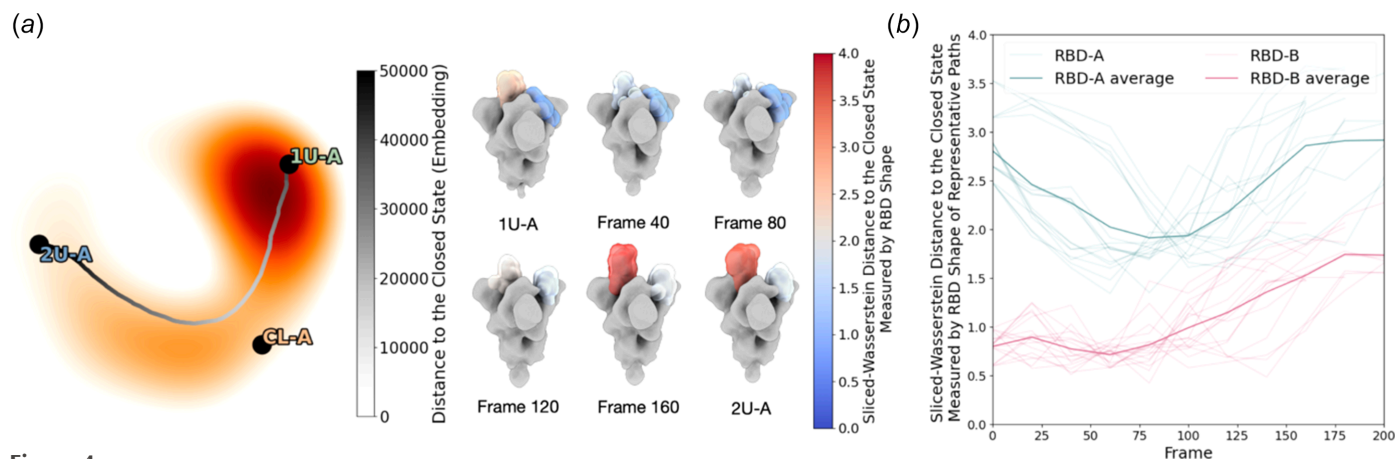 (a)
1U-A
2U-A
CL-A
50000
40000
30000
20000
10000
0
Distance to the Closed State (Embedding)
1U-A
Frame 40
Frame 80
Frame 120
Frame 160
2U-A
4.0
3.5
3.0
2.5
2.0
1.5
1.0
0.5
0.0
Sliced-Wasserstein Distance to the Closed State
Measured by RBD Shape
(b)
Sliced-Wasserstein Distance to the Closed State
Measured by RBD Shape of Representative Paths
4.0
3.5
3.0
2.5
2.0
1.5
1.0
0.5
0.0
RBD-A
RBD-A average
RBD-B
RBD-B average
0
25
50
75
100
125
150
175
200
Frame